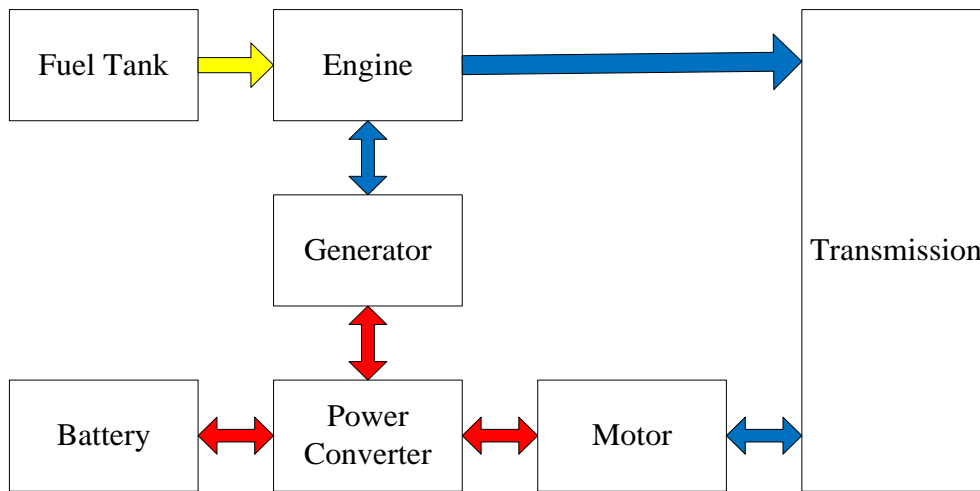 Fuel Tank
Engine
Generator
Transmission
Battery
Power
Converter
Motor